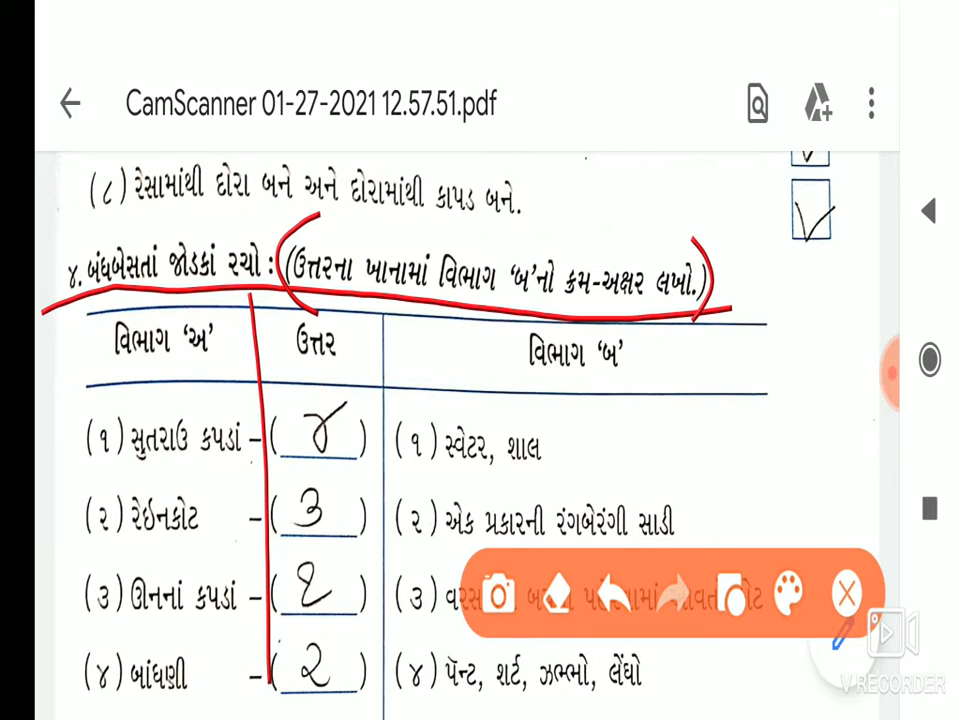 CamScanner 01-27-2021 12.57.51.pdf
(૮) રેસામાંથી દોરા બને અને દોરામાંથી કાપડ બને.
૪. બંધબેસતાં જોડકાં રચો : (ઉત્તરના ખાનામાં વિભાગ ‘બ’નો ક્રમ-અક્ષર લખો.)
વિભાગ ‘અ’ ઉત્તર વિભાગ ‘બ’
(૧) સુતરાઉ કપડાં – ( ૪ ) (૧) સ્વેટર, શાલ
(૨) રેઇનકોટ – ( ૩ ) (૨) એક પ્રકારની રંગબેરંગી સાડી
(૩) ઊનનાં કપડાં – ( ૧ ) (૩)
(૪) બાંધણી – ( ૨ ) (૪) પૅન્ટ, શર્ટ, ઝભ્ભો, લેંઘો
V RECORDER